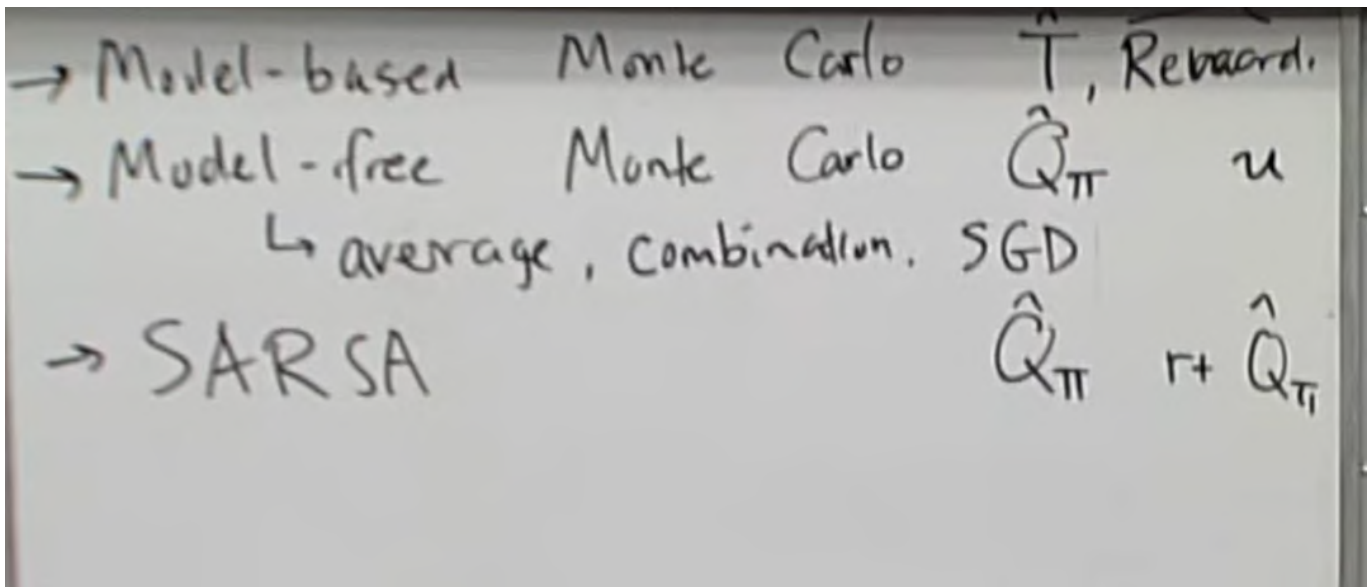 → Model-based Monte Carlo T̂, Reward.
→ Model-free Monte Carlo Q̂π u
↳ average, combination, SGD
→ SARSA Q̂π r+ Q̂π